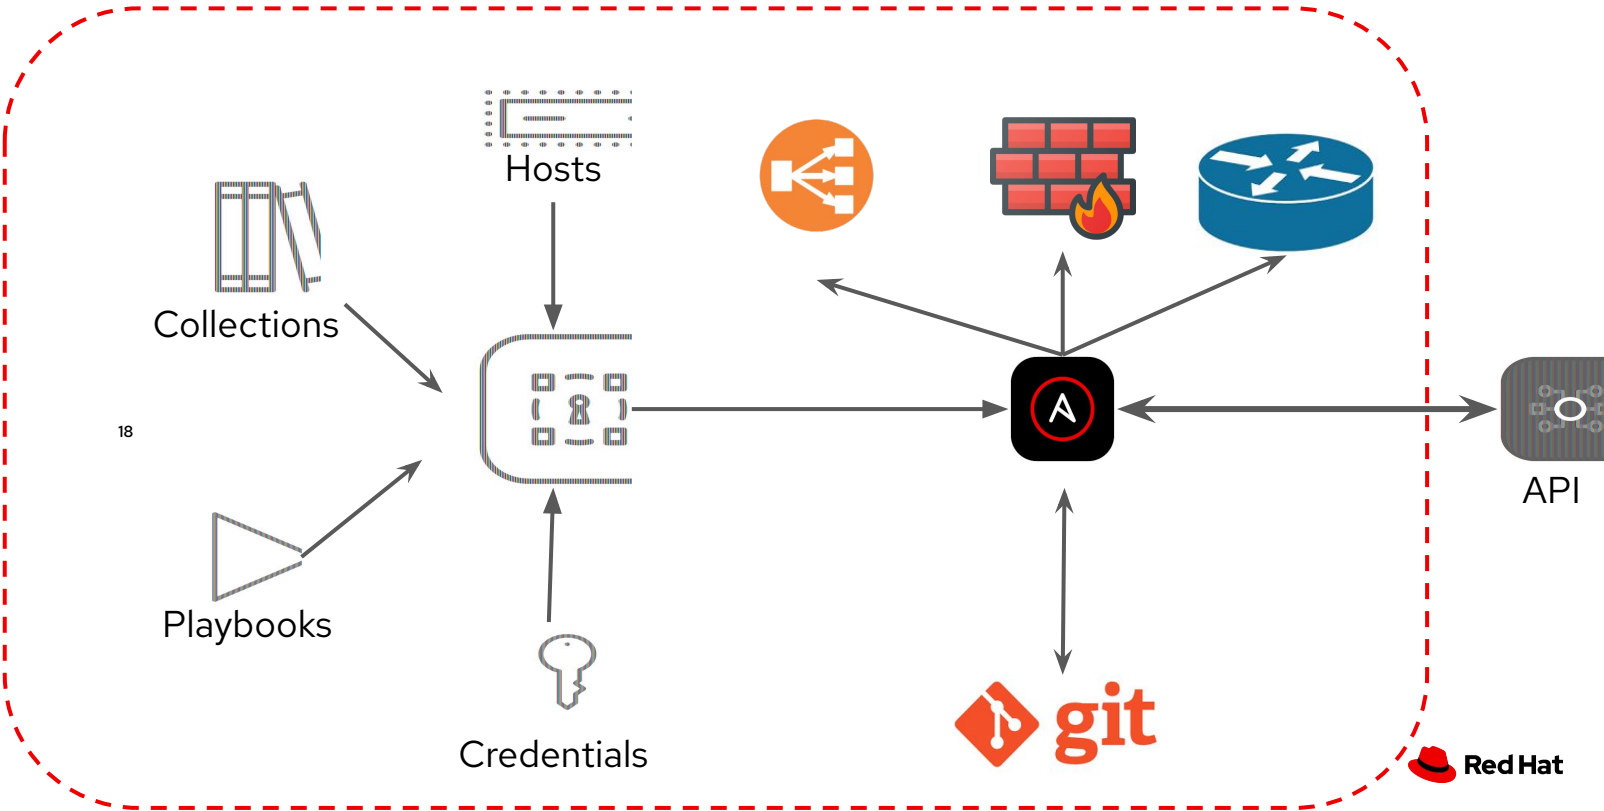 Hosts
Collections
18
API
Playbooks
git
Credentials
Red Hat